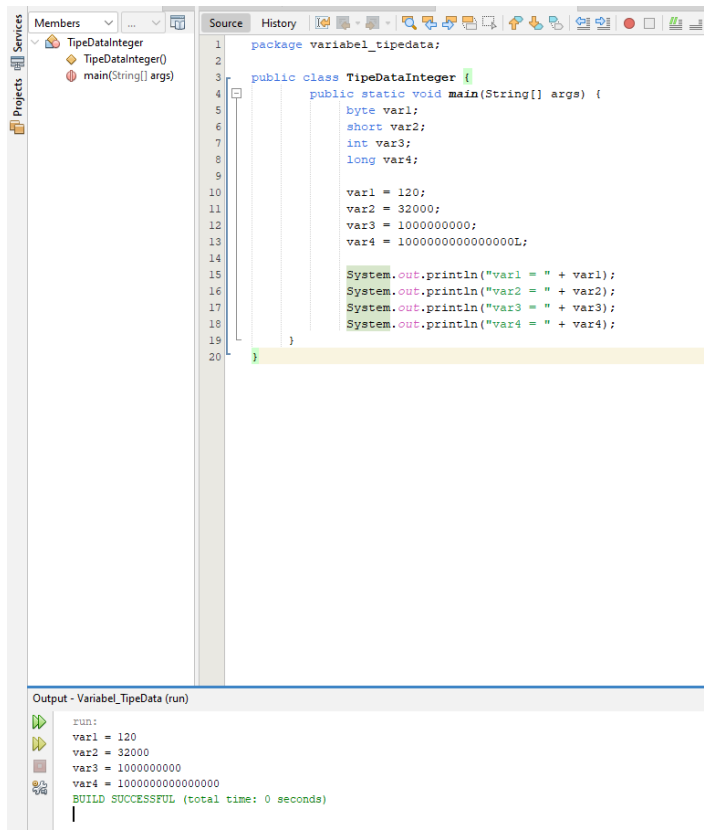 Services
Projects
Members
...
TipeDataInteger
TipeDataInteger()
main(String[] args)
Source History
1 package variabel_tipedata;
2
3 public class TipeDataInteger {
4 public static void main(String[] args) {
5 byte var1;
6 short var2;
7 int var3;
8 long var4;
9
10 var1 = 120;
11 var2 = 32000;
12 var3 = 1000000000;
13 var4 = 1000000000000000L;
14
15 System.out.println("var1 = " + var1);
16 System.out.println("var2 = " + var2);
17 System.out.println("var3 = " + var3);
18 System.out.println("var4 = " + var4);
19 }
20 }
Output - Variabel_TipeData (run)
run:
var1 = 120
var2 = 32000
var3 = 1000000000
var4 = 1000000000000000
BUILD SUCCESSFUL (total time: 0 seconds)